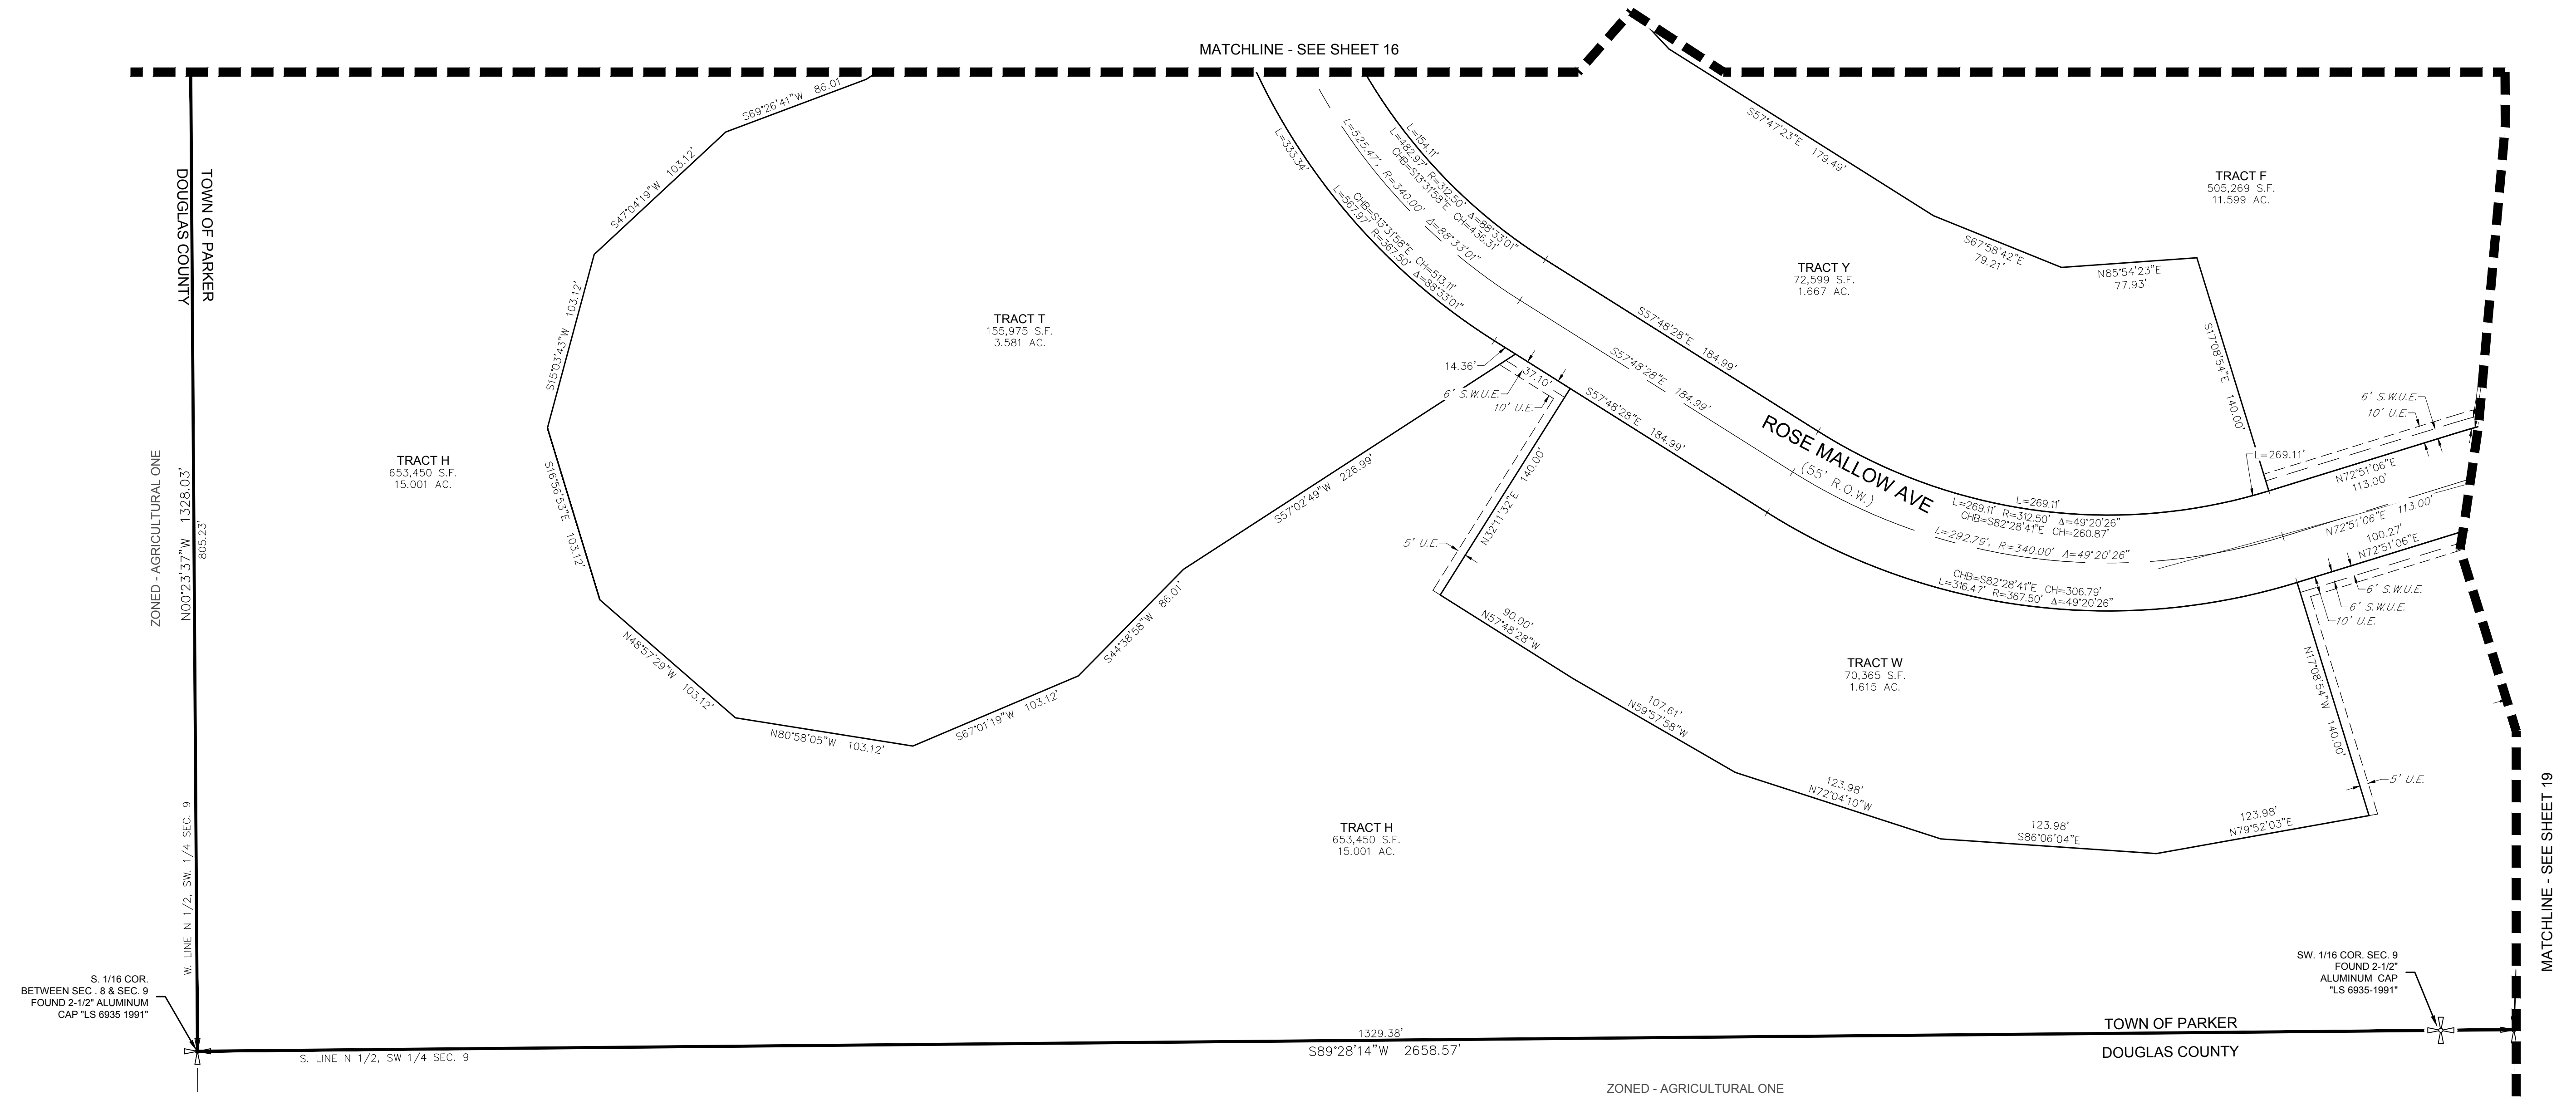 MATCHLINE - SEE SHEET 16
S69°26'41"W 86.01'
S47°04'19"W 103.12'
TOWN OF PARKER
DOUGLAS COUNTY
S15°03'43"W 103.12'
TRACT H
653,450 S.F.
15.001 AC.
ZONED - AGRICULTURAL ONE
N00°23'37"W 1328.03'
805.23'
S16°56'53"E 103.12'
N48°57'29"W 103.12'
N80°58'05"W 103.12'
S67°01'19"W 103.12'
S44°38'58"W 86.01'
S57°02'49"W 226.99'
TRACT T
155,975 S.F.
3.581 AC.
L=333.34'
CHB=S13°31'58"E CH=513.11'
L=567.97' R=367.50' Δ=88°33'01"
L=525.47', R=340.00' Δ=88°33'01"
L=154.11'
L=482.97' R=312.50' Δ=88°33'01"
CHB=S13°31'58"E CH=436.31'
S57°47'23"E 179.49'
TRACT F
505,269 S.F.
11.599 AC.
S67°58'42"E
79.21'
N85°54'23"E
77.93'
TRACT Y
72,599 S.F.
1.667 AC.
S17°08'54"E 140.00'
S57°48'28"E 184.99'
S57°48'28"E 184.99'
S57°48'28"E 184.99'
14.36'
37.10'
6' S.W.U.E.
10' U.E.
ROSE MALLOW AVE
(55' R.O.W.)
6' S.W.U.E.
10' U.E.
L=269.11'
N72°51'06"E
113.00'
L=269.11'
L=269.11' R=312.50' Δ=49°20'26"
CHB=S82°28'41"E CH=260.87'
N72°51'06"E 113.00'
L=292.79', R=340.00' Δ=49°20'26"
100.27'
N72°51'06"E
CHB=S82°28'41"E CH=306.79'
L=316.47' R=367.50' Δ=49°20'26"
6' S.W.U.E.
6' S.W.U.E.
10' U.E.
5' U.E.
N32°11'32"E 140.00'
90.00'
N57°48'28"W
107.61'
N59°57'58"W
TRACT W
70,365 S.F.
1.615 AC.
N17°08'54"W 140.00'
5' U.E.
123.98'
N72°04'10"W
123.98'
S86°06'04"E
123.98'
N79°52'03"E
TRACT H
653,450 S.F.
15.001 AC.
MATCHLINE - SEE SHEET 19
W. LINE N 1/2, SW. 1/4 SEC. 9
S. 1/16 COR.
BETWEEN SEC . 8 & SEC. 9
FOUND 2-1/2" ALUMINUM
CAP "LS 6935 1991"
SW. 1/16 COR. SEC. 9
FOUND 2-1/2"
ALUMINUM CAP
"LS 6935-1991"
S. LINE N 1/2, SW 1/4 SEC. 9
1329.38'
S89°28'14"W 2658.57'
TOWN OF PARKER
DOUGLAS COUNTY
ZONED - AGRICULTURAL ONE